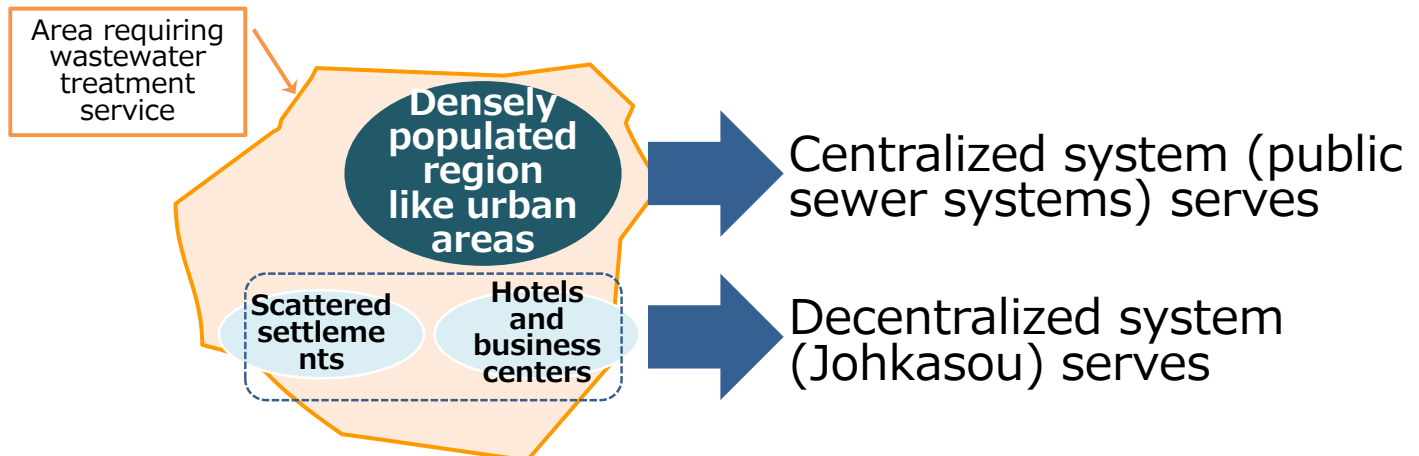 Area requiring
wastewater
treatment
service
Densely
populated
region
like urban
areas
Centralized system (public
sewer systems) serves
Scattered
settleme
nts
Hotels
and
business
centers
Decentralized system
(Johkasou) serves